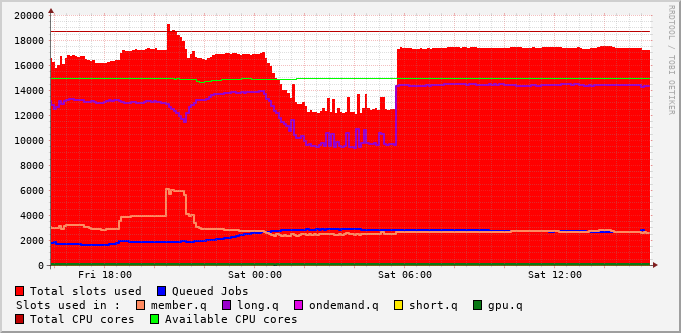 20000
18000
16000
14000
12000
10000
8000
6000
4000
2000
0
Fri 18:00 Sat 00:00 Sat 06:00 Sat 12:00
Total slots used Queued Jobs
Slots used in : member.q long.q ondemand.q short.q gpu.q
Total CPU cores Available CPU cores
RRDTOOL / TOBI OETIKER